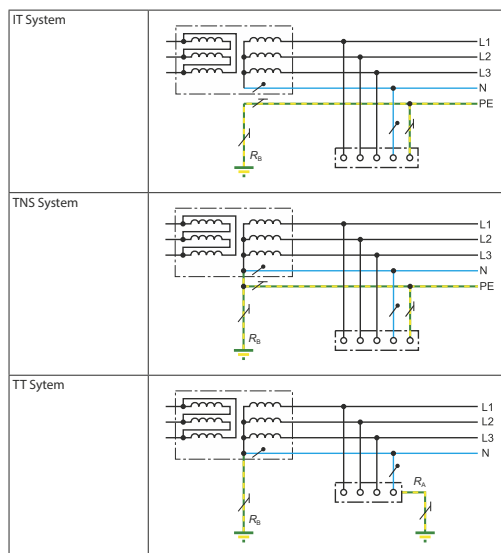 IT System
L1
L2
L3
N
PE
RB
TNS System
L1
L2
L3
N
PE
RB
TT Sytem
L1
L2
L3
N
RA
RB